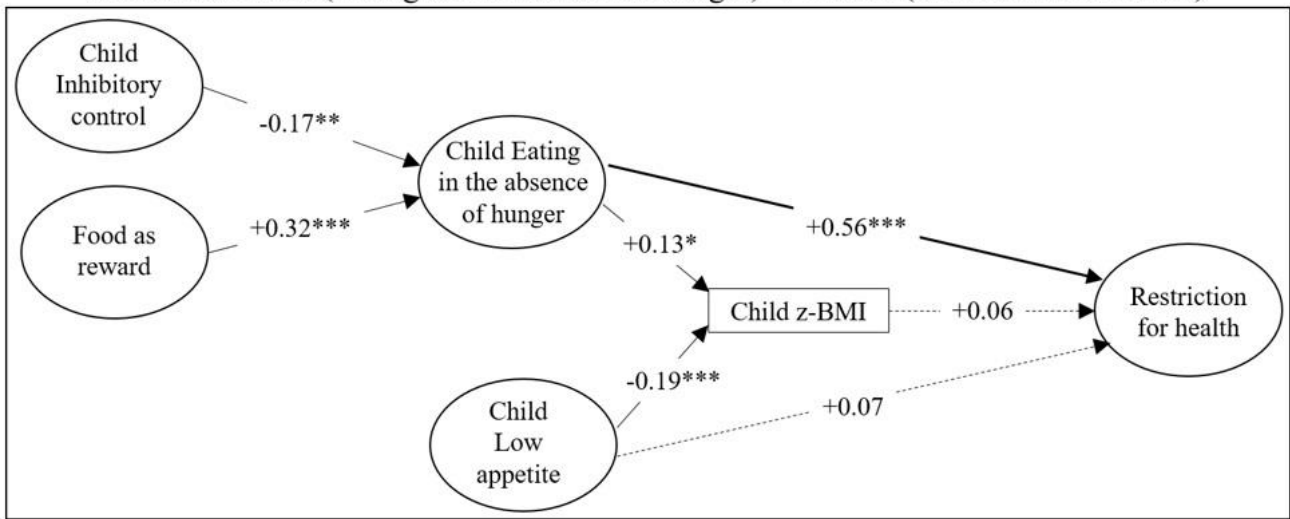 Child
Inhibitory
control
-0.17**
Child Eating
in the absence
of hunger
Food as
reward
+0.32***
+0.56***
+0.13*
Child z-BMI
+0.06
Restriction
for health
-0.19***
Child
Low
appetite
+0.07